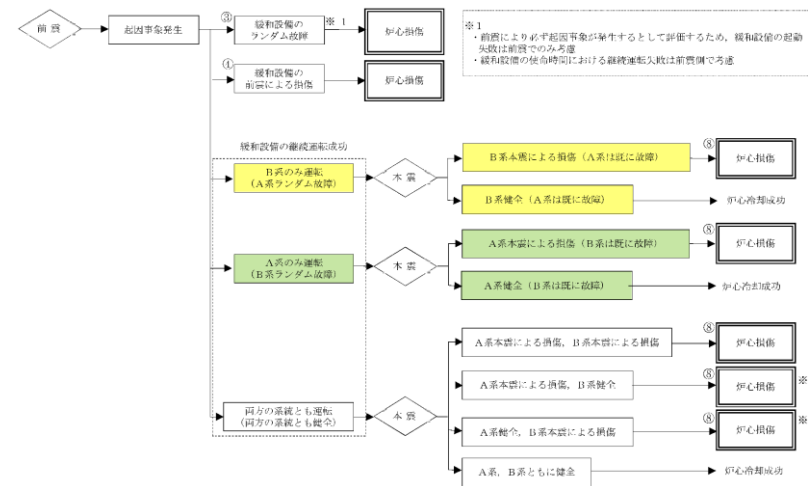 前震
起因事象発生
③
緩和設備の
ランダム故障
※1
炉心損傷
※1
・前震により必ず起因事象が発生するとして評価するため，緩和設備の起動
失敗は前震でのみ考慮
・緩和設備の使命時間における継続運転失敗は前震側で考慮
④
緩和設備の
前震による損傷
炉心損傷
緩和設備の継続運転成功
B系のみ運転
(A系ランダム故障)
本震
B系本震による損傷（A系は既に故障）
⑧
炉心損傷
B系健全（A系は既に故障）
炉心冷却成功
A系のみ運転
(B系ランダム故障)
本震
A系本震による損傷（B系は既に故障）
⑧
炉心損傷
A系健全（B系は既に故障）
炉心冷却成功
両方の系統とも運転
(両方の系統とも健全)
本震
A系本震による損傷，B系本震による損傷
⑧
炉心損傷
A系本震による損傷，B系健全
⑧
炉心損傷
※
A系健全，B系本震による損傷
⑧
炉心損傷
※
A系，B系ともに健全
炉心冷却成功